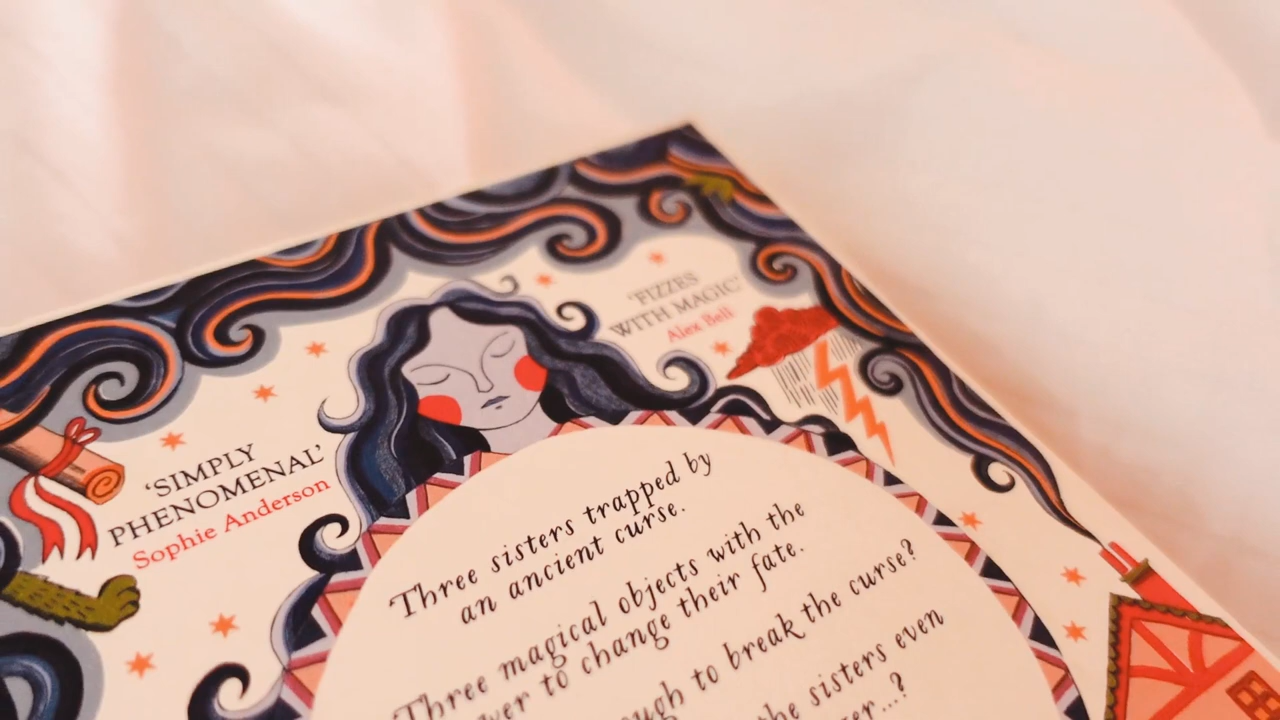 'FIZZES
WITH MAGIC'
Alex Bell
'SIMPLY
PHENOMENAL'
Sophie Anderson
Three sisters trapped by
an ancient curse.
Three magical objects with the
to change their fate.
to break the curse?
the sisters even